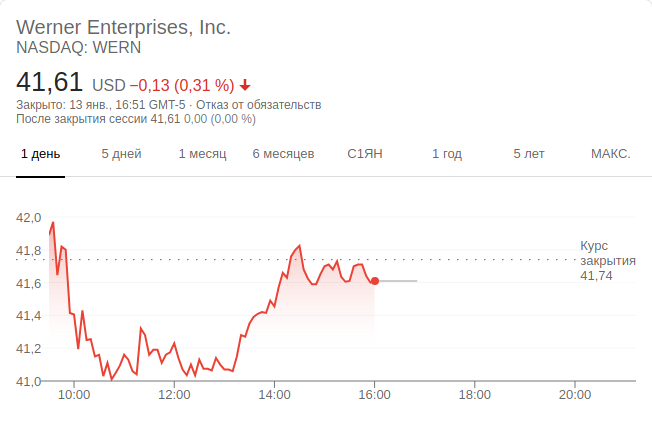 Werner Enterprises, Inc.
NASDAQ: WERN
41,61 USD −0,13 (0,31 %)
Закрыто: 13 янв., 16:51 GMT-5 · Отказ от обязательств
После закрытия сессии 41,61 0,00 (0,00 %)
1 день 5 дней 1 месяц 6 месяцев С1ЯН 1 год 5 лет МАКС.
42,0
41,8
41,6
41,4
41,2
41,0
Курс
закрытия
41,74
10:00 12:00 14:00 16:00 18:00 20:00